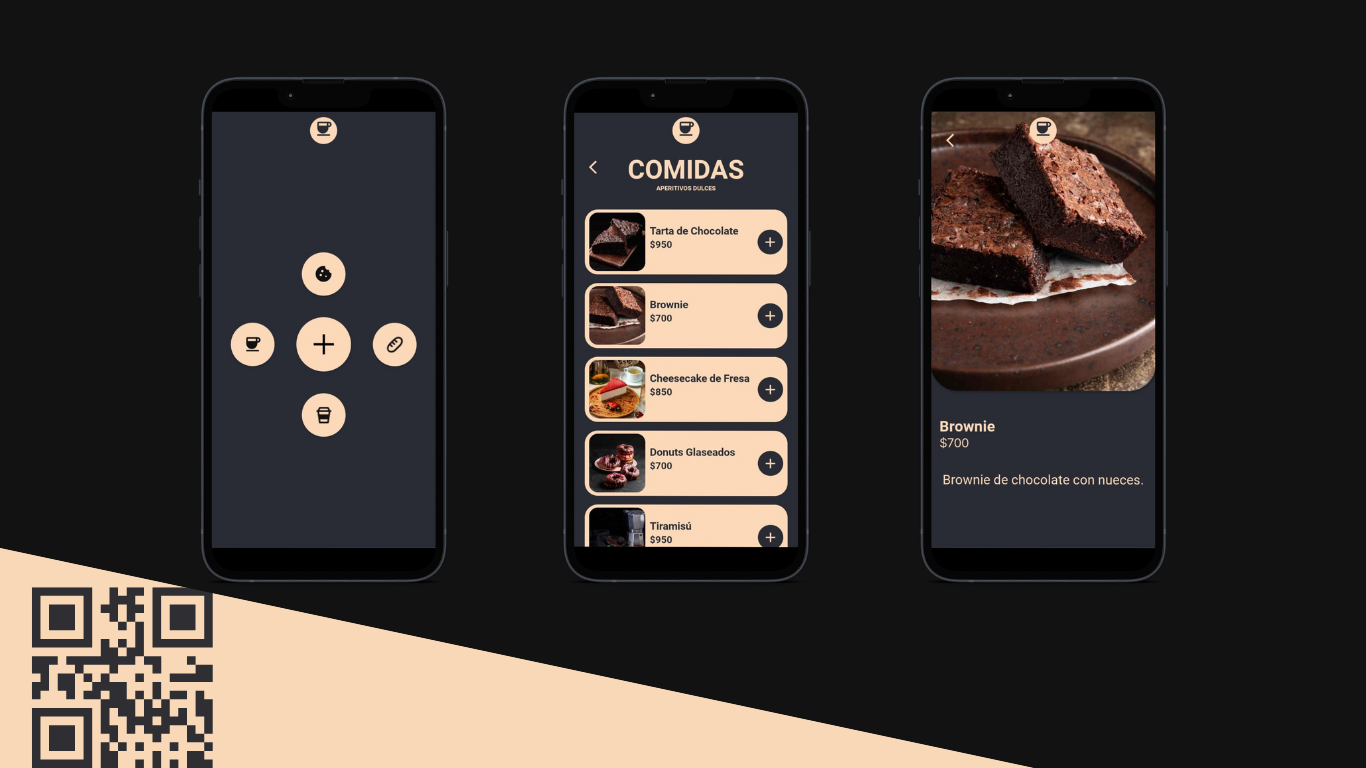 COMIDAS
APERITIVOS DULCES
Tarta de Chocolate
$950
Brownie
$700
Cheesecake de Fresa
$850
Donuts Glaseados
$700
Tiramisú
$950
Brownie
$700
Brownie de chocolate con nueces.